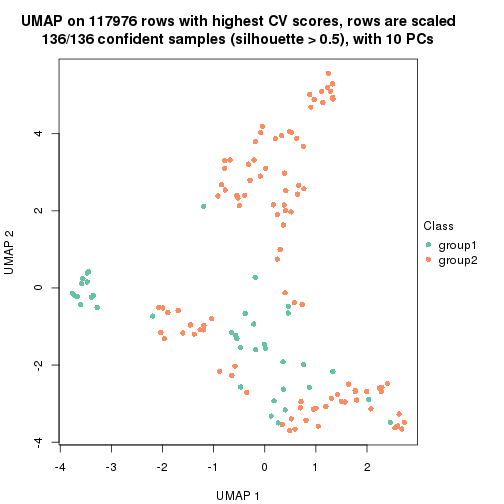 UMAP on 117976 rows with highest CV scores, rows are scaled
136/136 confident samples (silhouette > 0.5), with 10 PCs
4
2
0
-2
-4
UMAP 2
-4
-3
-2
-1
0
1
2
UMAP 1
Class
group1
group2